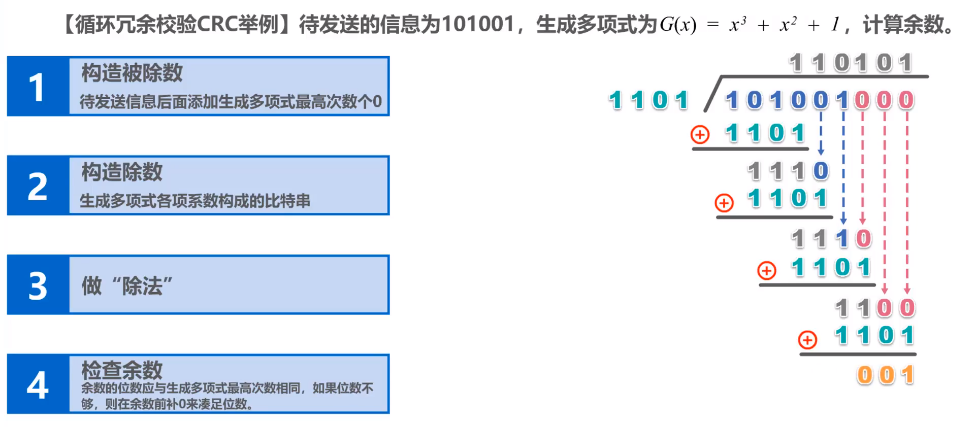 【循环冗余校验CRC举例】待发送的信息为101001，生成多项式为G(x) = x³ + x² + 1，计算余数。
1
构造被除数
待发送信息后面添加生成多项式最高次数个0
2
构造除数
生成多项式各项系数构成的比特串
3
做“除法”
4
检查余数
余数的位数应与生成多项式最高次数相同，如果位数不
够，则在余数前补0来凑足位数。
110101
1101 101001000
1101
1110
1101
1110
1101
1100
1101
001